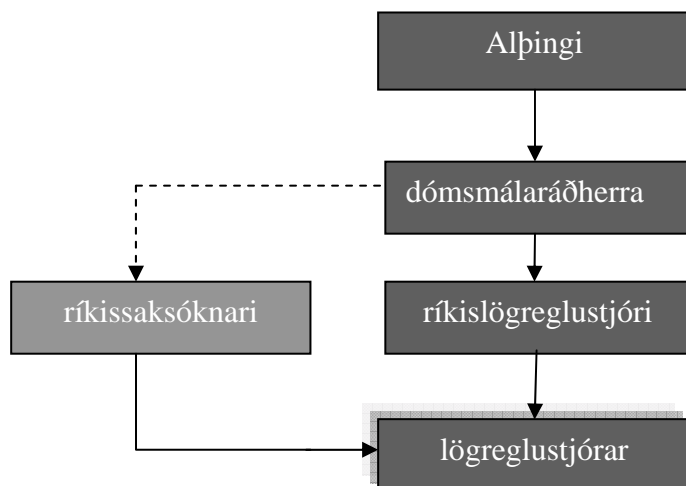 Alþingi
dómsmálaráðherra
ríkissaksóknari
ríkislögreglustjóri
lögreglustjórar